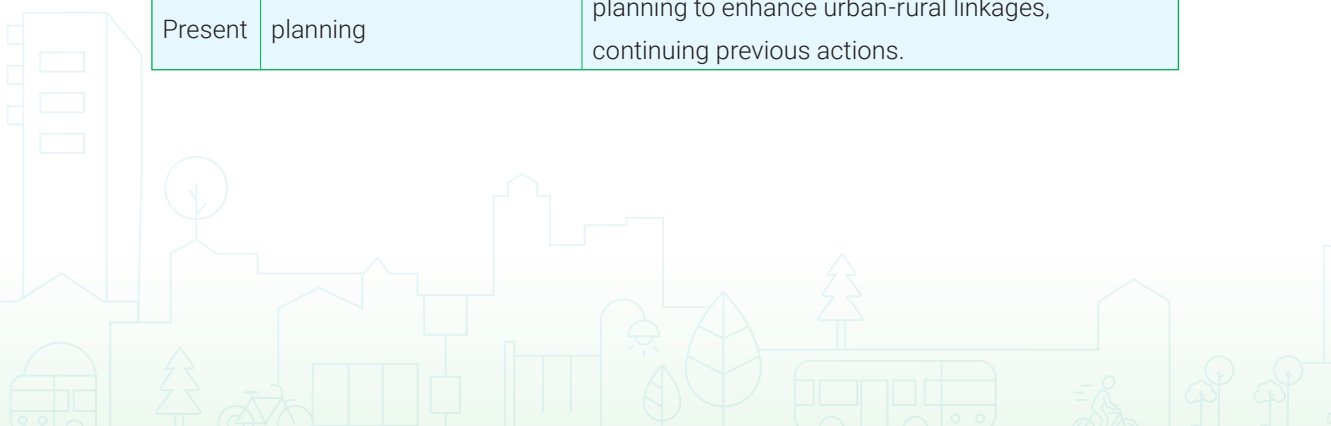 planning to enhance urban-rural linkages,
Present planning
continuing previous actions.